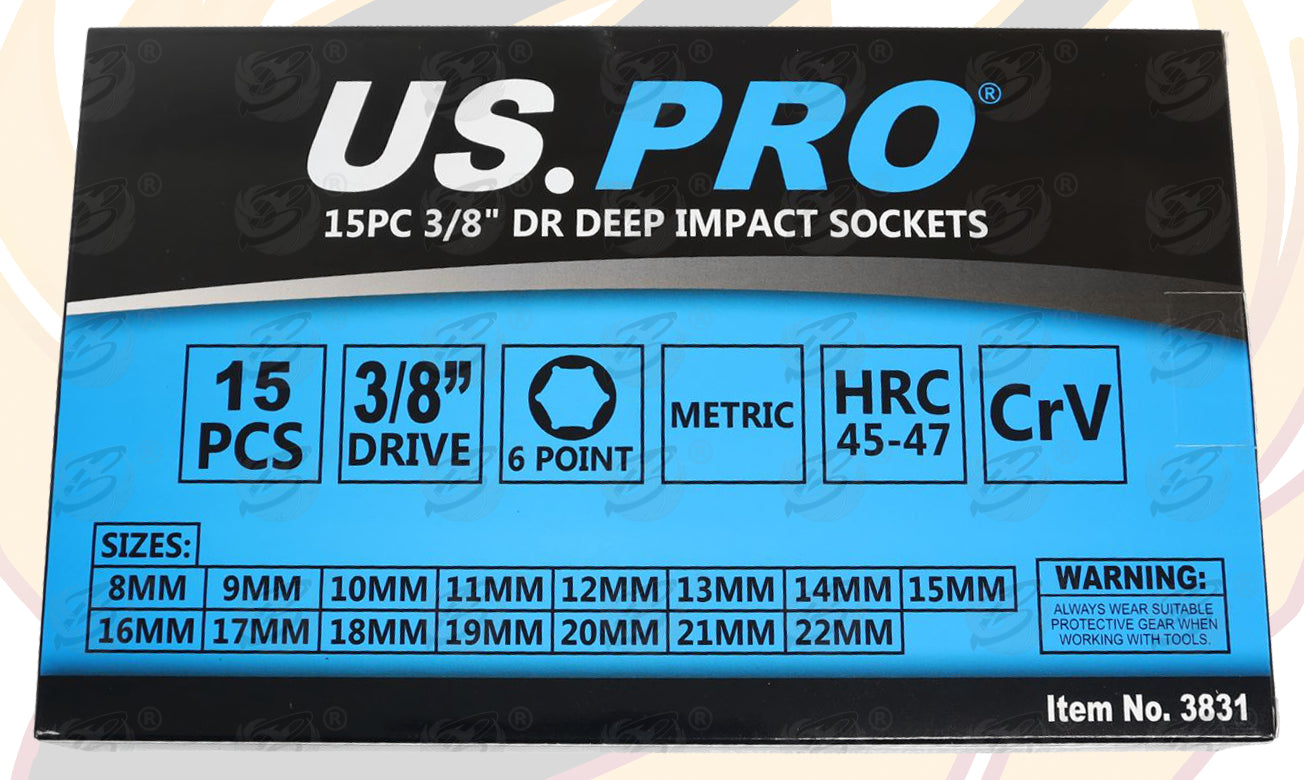 US.PRO®
15PC 3/8" DR DEEP IMPACT SOCKETS
15 PCS
3/8” DRIVE
6 POINT
METRIC
HRC 45-47
CrV
SIZES:
8MM 9MM 10MM 11MM 12MM 13MM 14MM 15MM
16MM 17MM 18MM 19MM 20MM 21MM 22MM
WARNING:
ALWAYS WEAR SUITABLE
PROTECTIVE GEAR WHEN
WORKING WITH TOOLS.
Item No. 3831